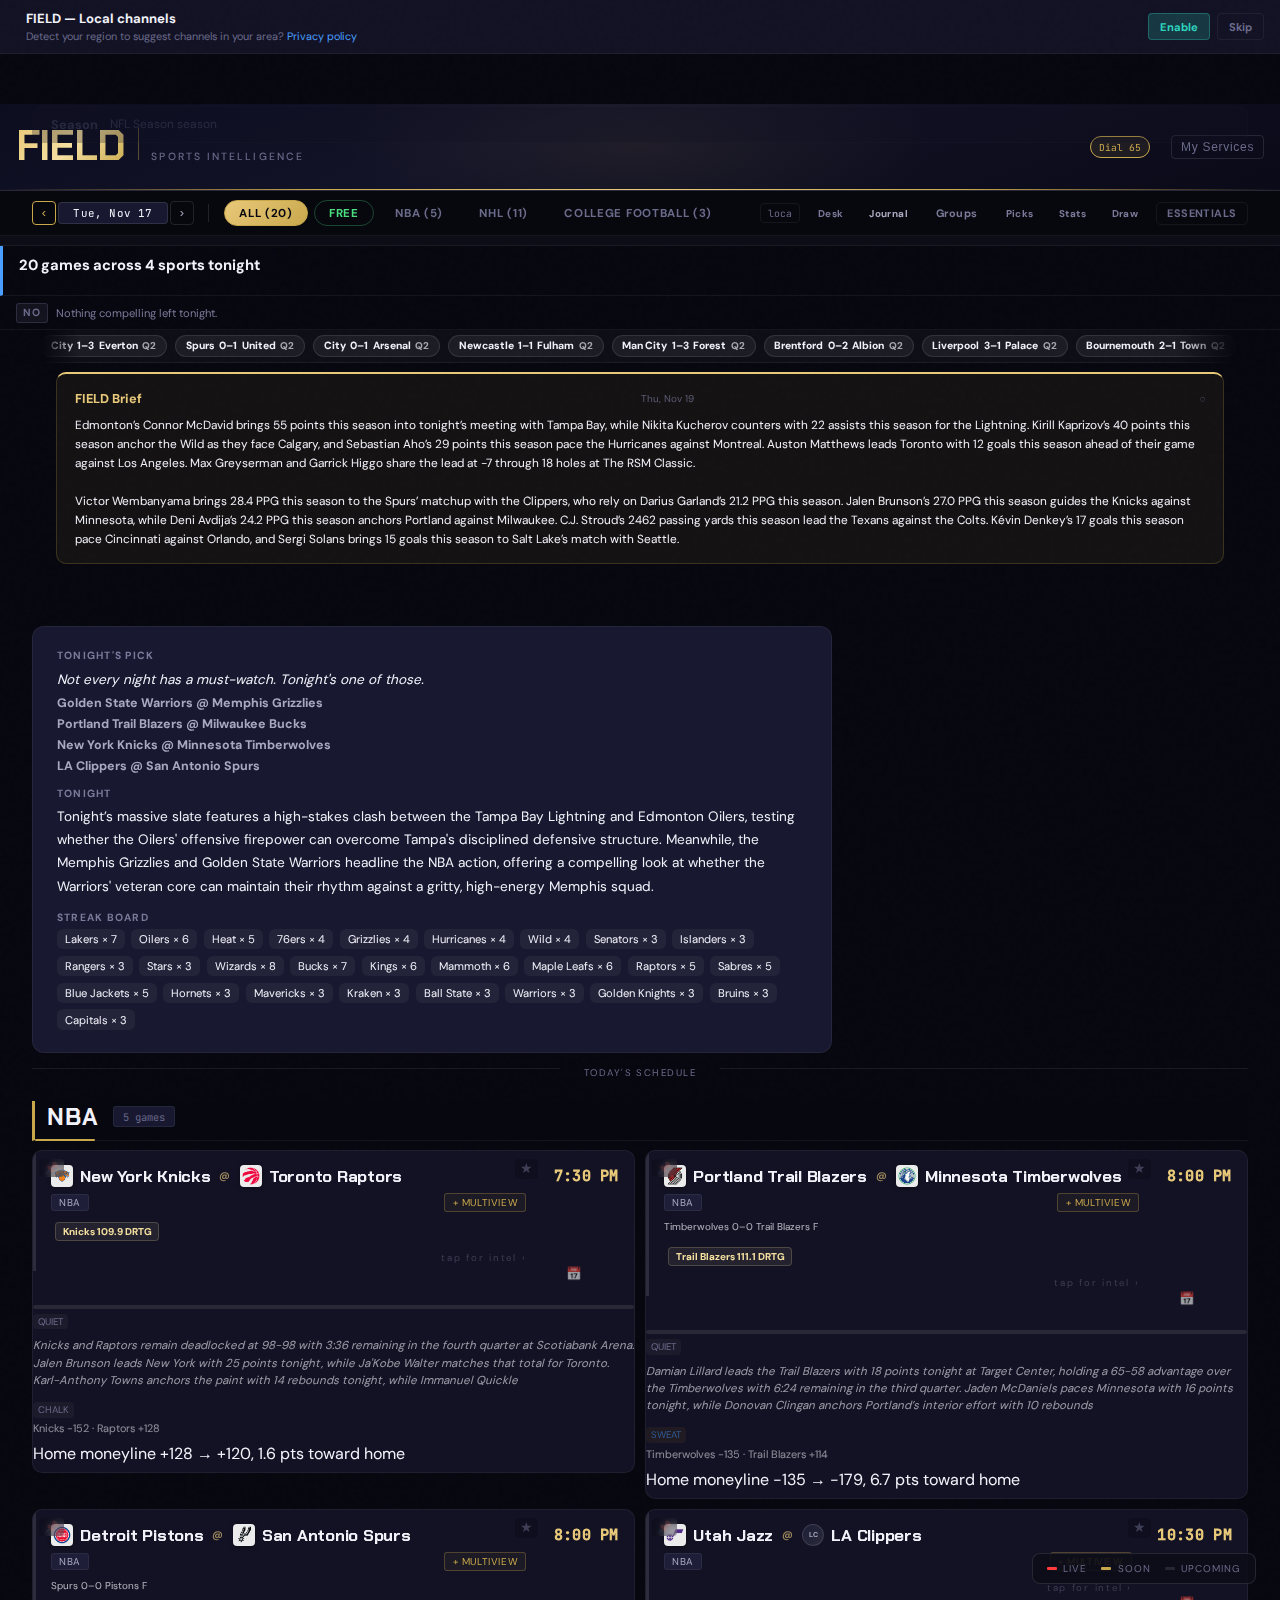 FIELD — Local channels
Detect your region to suggest channels in your area? Privacy policy
Enable
Skip
Season NFL Season season
FIELD
SPORTS INTELLIGENCE
Dial 65
My Services
‹ Tue, Nov 17 ›
ALL (20)
FREE
NBA (5)
NHL (11)
COLLEGE FOOTBALL (3)
loca
Desk
Journal
Groups
Picks
Stats
Draw
ESSENTIALS
20 games across 4 sports tonight
NO Nothing compelling left tonight.
City 1–3 Everton Q2
Spurs 0–1 United Q2
City 0–1 Arsenal Q2
Newcastle 1–1 Fulham Q2
Man City 1–3 Forest Q2
Brentford 0–2 Albion Q2
Liverpool 3–1 Palace Q2
Bournemouth 2–1 Town Q2
FIELD Brief
Thu, Nov 19
Edmonton's Connor McDavid brings 55 points this season into tonight's meeting with Tampa Bay, while Nikita Kucherov counters with 22 assists this season for the Lightning. Kirill Kaprizov's 40 points this
season anchor the Wild as they face Calgary, and Sebastian Aho's 29 points this season pace the Hurricanes against Montreal. Auston Matthews leads Toronto with 12 goals this season ahead of their game
against Los Angeles. Max Greyserman and Garrick Higgo share the lead at -7 through 18 holes at The RSM Classic.
Victor Wembanyama brings 28.4 PPG this season to the Spurs' matchup with the Clippers, who rely on Darius Garland's 21.2 PPG this season. Jalen Brunson's 27.0 PPG this season guides the Knicks against
Minnesota, while Deni Avdija's 24.2 PPG this season anchors Portland against Milwaukee. C.J. Stroud's 2462 passing yards this season lead the Texans against the Colts. Kévin Denkey's 17 goals this season
pace Cincinnati against Orlando, and Sergi Solans brings 15 goals this season to Salt Lake's match with Seattle.
TONIGHT'S PICK
Not every night has a must-watch. Tonight's one of those.
Golden State Warriors @ Memphis Grizzlies
Portland Trail Blazers @ Milwaukee Bucks
New York Knicks @ Minnesota Timberwolves
LA Clippers @ San Antonio Spurs
TONIGHT
Tonight's massive slate features a high-stakes clash between the Tampa Bay Lightning and Edmonton Oilers, testing
whether the Oilers' offensive firepower can overcome Tampa's disciplined defensive structure. Meanwhile, the
Memphis Grizzlies and Golden State Warriors headline the NBA action, offering a compelling look at whether the
Warriors' veteran core can maintain their rhythm against a gritty, high-energy Memphis squad.
STREAK BOARD
Lakers × 7 Oilers × 6 Heat × 5 76ers × 4 Grizzlies × 4 Hurricanes × 4 Wild × 4 Senators × 3 Islanders × 3
Rangers × 3 Stars × 3 Wizards × 8 Bucks × 7 Kings × 6 Mammoth × 6 Maple Leafs × 6 Raptors × 5 Sabres × 5
Blue Jackets × 5 Hornets × 3 Mavericks × 3 Kraken × 3 Ball State × 3 Warriors × 3 Golden Knights × 3 Bruins × 3
Capitals × 3
TODAY'S SCHEDULE
NBA
5 games
New York Knicks @ Toronto Raptors
★
7:30 PM
NBA
+ MULTIVIEW
Knicks 109.9 DRTG
tap for intel ›
QUIET
Knicks and Raptors remain deadlocked at 98-98 with 3:36 remaining in the fourth quarter at Scotiabank Arena.
Jalen Brunson leads New York with 25 points tonight, while Ja'Kobe Walter matches that total for Toronto.
Karl-Anthony Towns anchors the paint with 14 rebounds tonight, while Immanuel Quickle
CHALK
Knicks -152 · Raptors +128
Home moneyline +128 → +120, 1.6 pts toward home
Portland Trail Blazers @ Minnesota Timberwolves
★
8:00 PM
NBA
+ MULTIVIEW
Timberwolves 0–0 Trail Blazers F
Trail Blazers 111.1 DRTG
tap for intel ›
QUIET
Damian Lillard leads the Trail Blazers with 18 points tonight at Target Center, holding a 65-58 advantage over
the Timberwolves with 6:24 remaining in the third quarter. Jaden McDaniels paces Minnesota with 16 points
tonight, while Donovan Clingan anchors Portland's interior effort with 10 rebounds
SWEAT
Timberwolves -135 · Trail Blazers +114
Home moneyline -135 → -179, 6.7 pts toward home
Detroit Pistons @ San Antonio Spurs
★
8:00 PM
NBA
+ MULTIVIEW
Spurs 0–0 Pistons F
Utah Jazz @ LC LA Clippers
★
10:30 PM
NBA
tap for intel ›
LIVE
SOON
UPCOMING